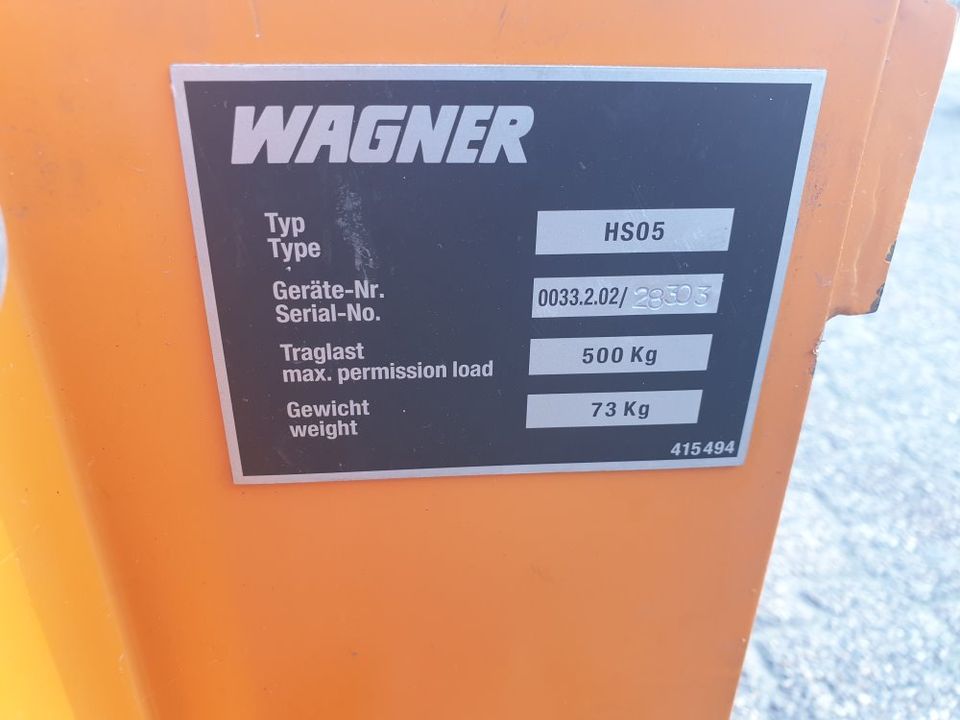 WAGNER
Typ
Type
HS05
Geräte-Nr.
Serial-No.
0033.2.02/28303
Traglast
max. permission load
500 Kg
Gewicht
weight
73 Kg
415494